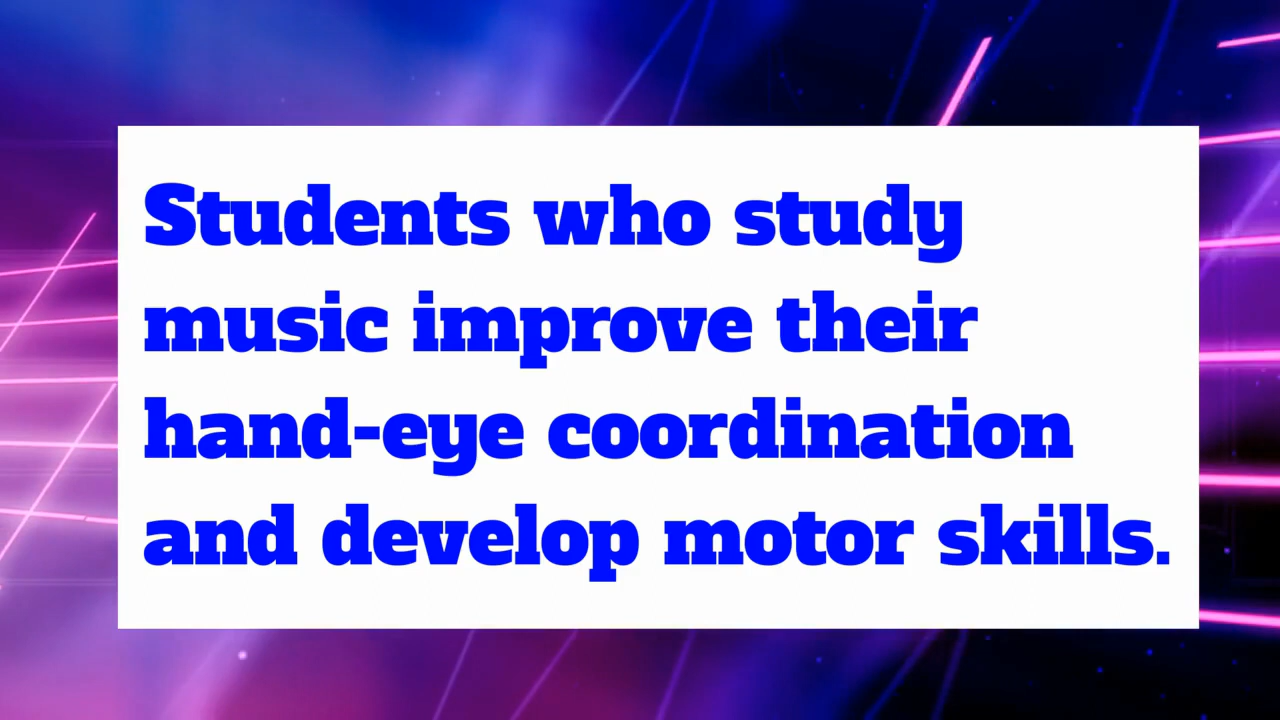 Students who study
music improve their
hand-eye coordination
and develop motor skills.